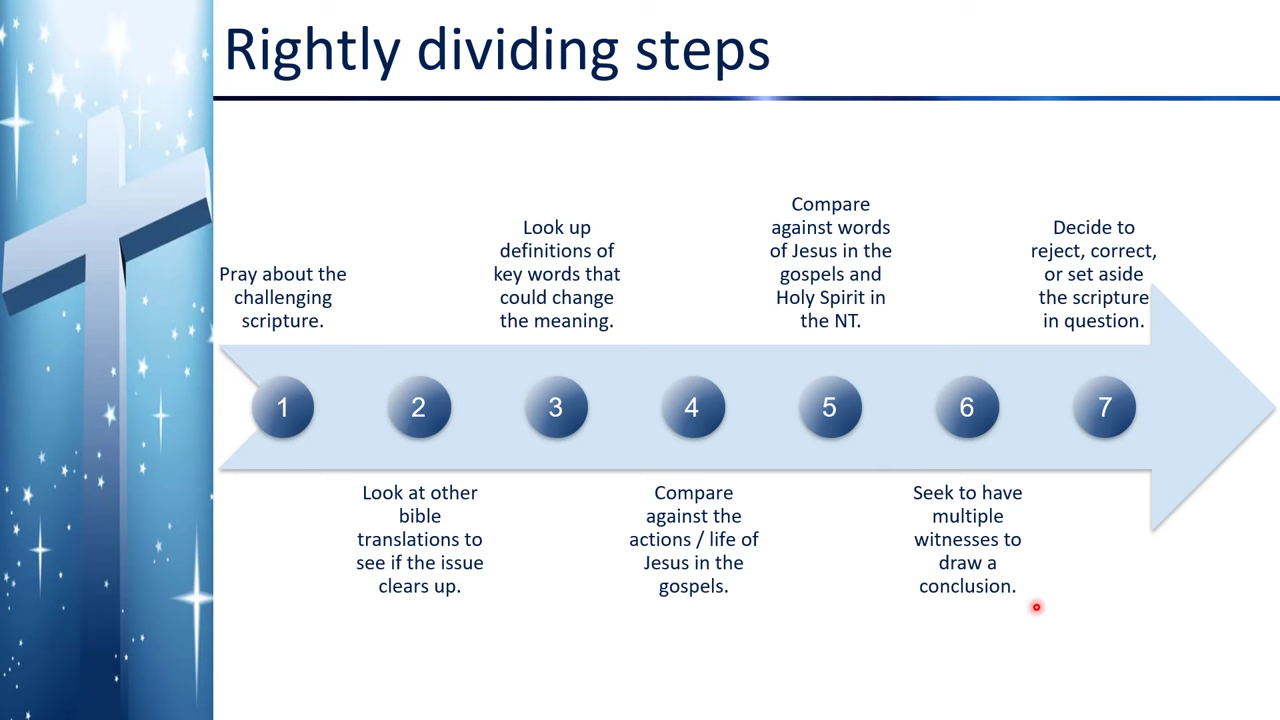 Rightly dividing steps
Pray about the
challenging
scripture.
1
Look at other
bible
translations to
see if the issue
clears up.
2
Look up
definitions of
key words that
could change
the meaning.
3
Compare
against the
actions / life of
Jesus in the
gospels.
4
Compare
against words
of Jesus in the
gospels and
Holy Spirit in
the NT.
5
Seek to have
multiple
witnesses to
draw a
conclusion.
6
Decide to
reject, correct,
or set aside
the scripture
in question.
7